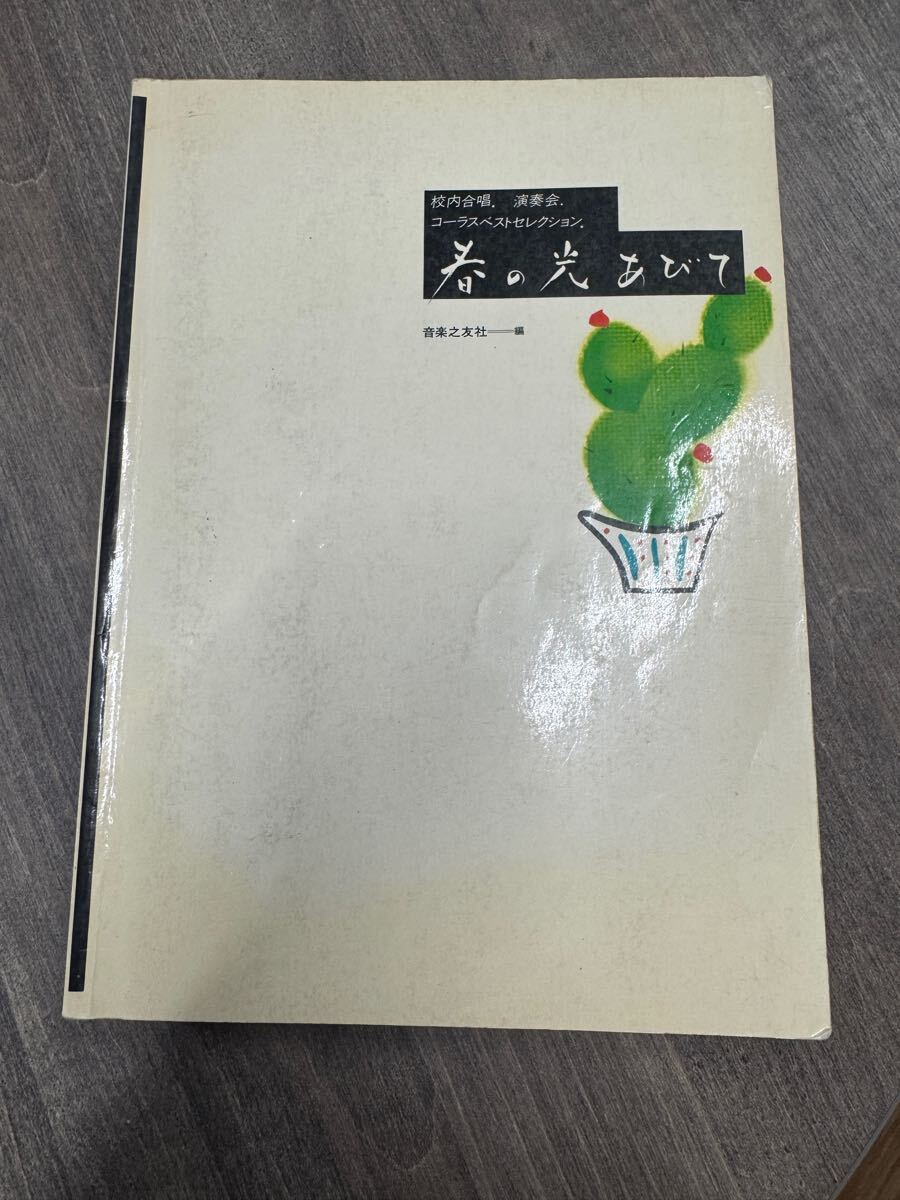 校内合唱．演奏会．
コーラスベストセレクション．
春の光あびて
音楽之友社──編